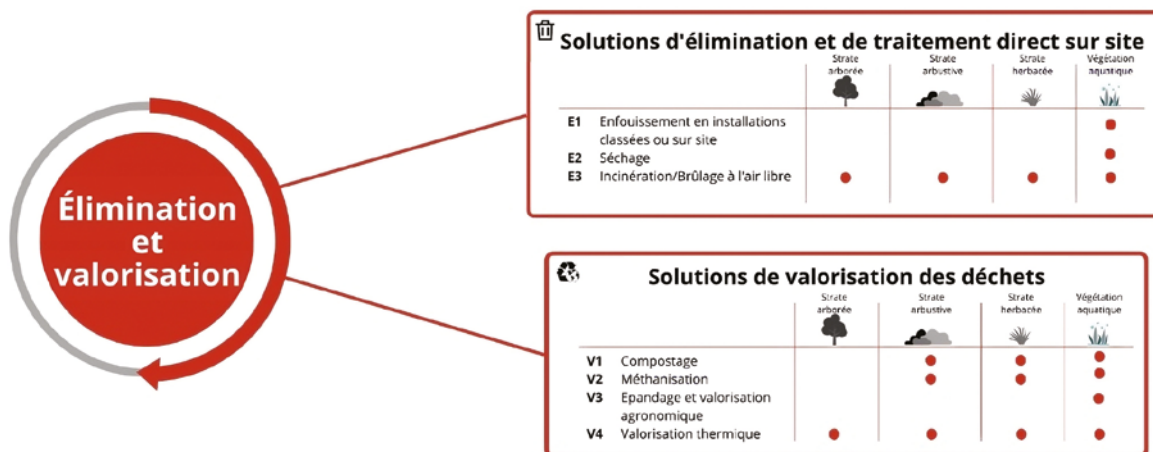 Élimination
et
valorisation
Solutions d'élimination et de traitement direct sur site
Strate arborée
Strate arbustive
Strate herbacée
Végétation aquatique
E1 Enfouissement en installations
classées ou sur site
E2 Séchage
E3 Incinération/Brûlage à l'air libre
Solutions de valorisation des déchets
Strate arborée
Strate arbustive
Strate herbacée
Végétation aquatique
V1 Compostage
V2 Méthanisation
V3 Epandage et valorisation
agronomique
V4 Valorisation thermique